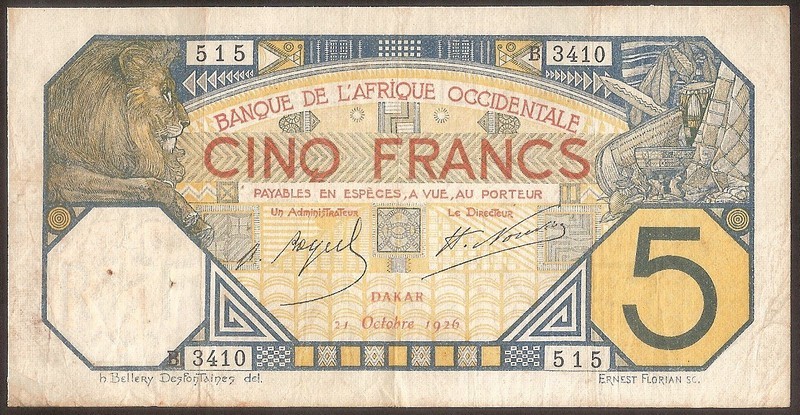 515
B 3410
BANQUE DE L'AFRIQUE OCCIDENTALE
CINQ FRANCS
PAYABLES EN ESPÈCES, A VUE, AU PORTEUR
Un Administrateur
Le Directeur
DAKAR
21 Octobre 1926
5
B 3410
515
h. Bellery Desfontaines del.
ERNEST FLORIAN SC.